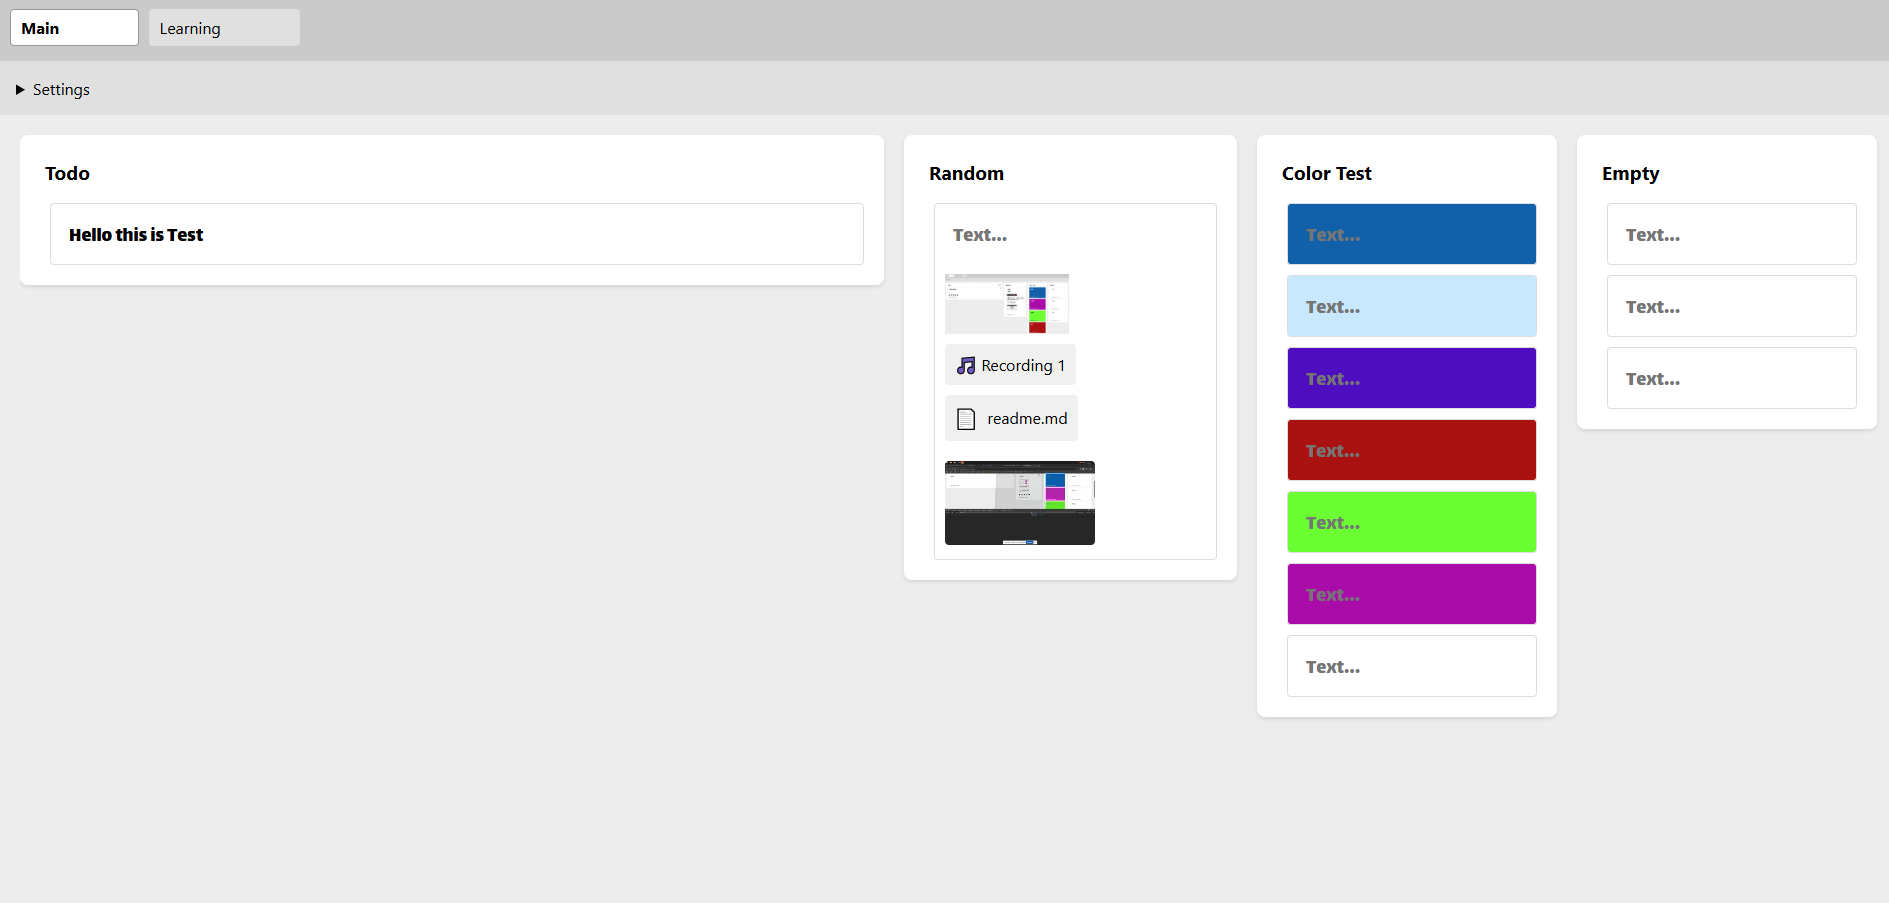 Main
Learning
Settings
Todo
Hello this is Test
Random
Text...
Recording 1
readme.md
Color Test
Text...
Text...
Text...
Text...
Text...
Text...
Text...
Empty
Text...
Text...
Text...